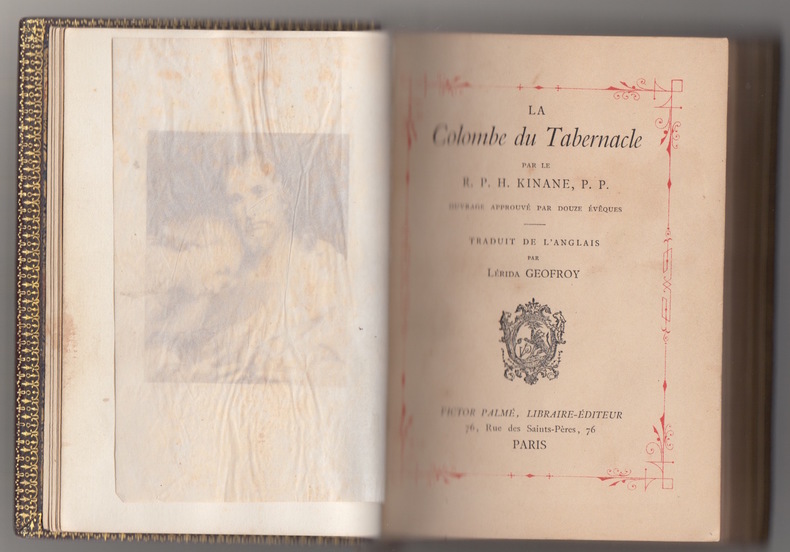 LA
Colombe du Tabernacle
PAR LE
R. P. H. KINANE, P. P.
OUVRAGE APPROUVÉ PAR DOUZE ÉVÊQUES
TRADUIT DE L'ANGLAIS
PAR
LÉRIDA GEOFROY
VICTOR PALMÉ, LIBRAIRE-ÉDITEUR
76, Rue des Saints-Pères, 76
PARIS